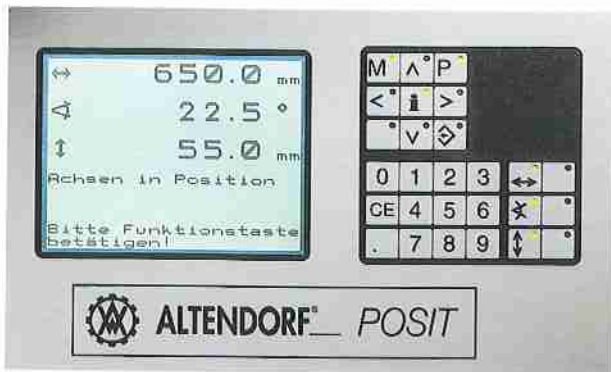 ↔ 650.0 mm
∢ 22.5 °
↕ 55.0 mm
Achsen in Position
Bitte Funktionstaste
betätigen!
M ∧ P
< i >
∨
0 1 2 3 ↔
CE 4 5 6 ∢
. 7 8 9 ↕
ALTENDORF® POSIT